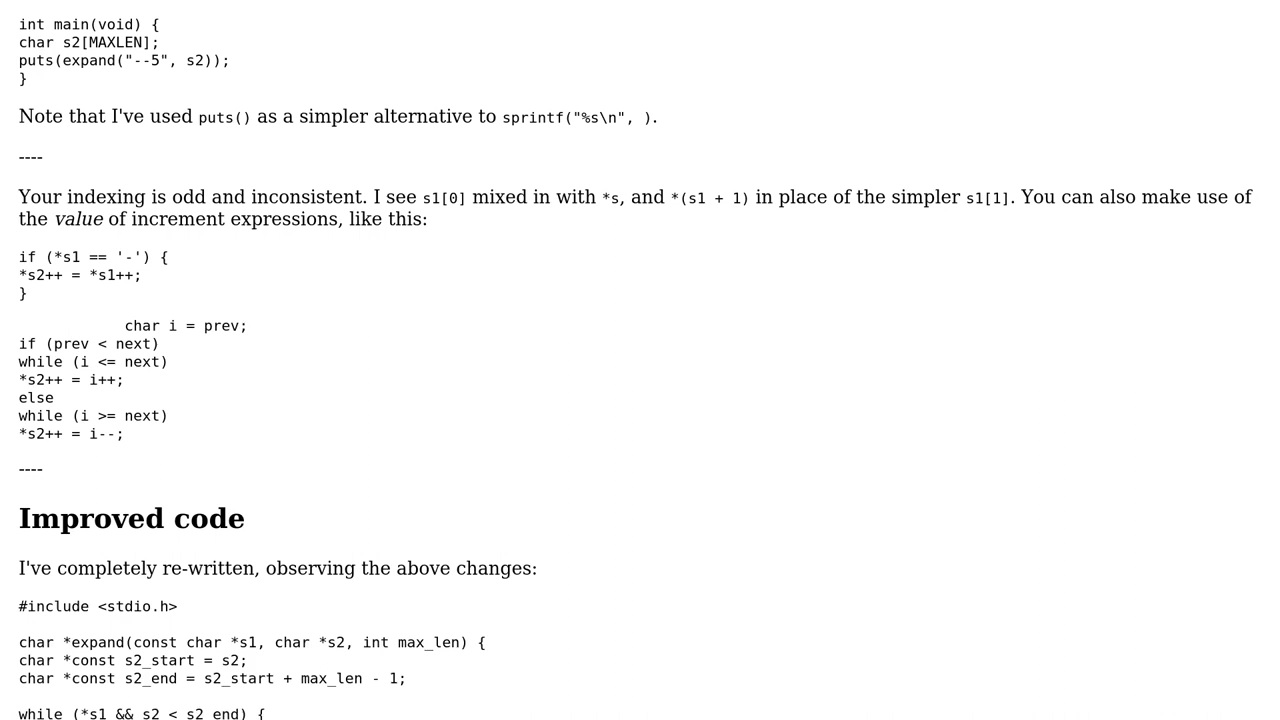 int main(void) {
char s2[MAXLEN];
puts(expand("--5", s2));
}
Note that I've used puts() as a simpler alternative to sprintf("%s\n", ).
----
Your indexing is odd and inconsistent. I see s1[0] mixed in with *s, and *(s1 + 1) in place of the simpler s1[1]. You can also make use of
the value of increment expressions, like this:
if (*s1 == '-') {
*s2++ = *s1++;
}
char i = prev;
if (prev < next)
while (i <= next)
*s2++ = i++;
else
while (i >= next)
*s2++ = i--;
----
Improved code
I've completely re-written, observing the above changes:
#include <stdio.h>
char *expand(const char *s1, char *s2, int max_len) {
char *const s2_start = s2;
char *const s2_end = s2_start + max_len - 1;
while (*s1 && s2 < s2_end) {